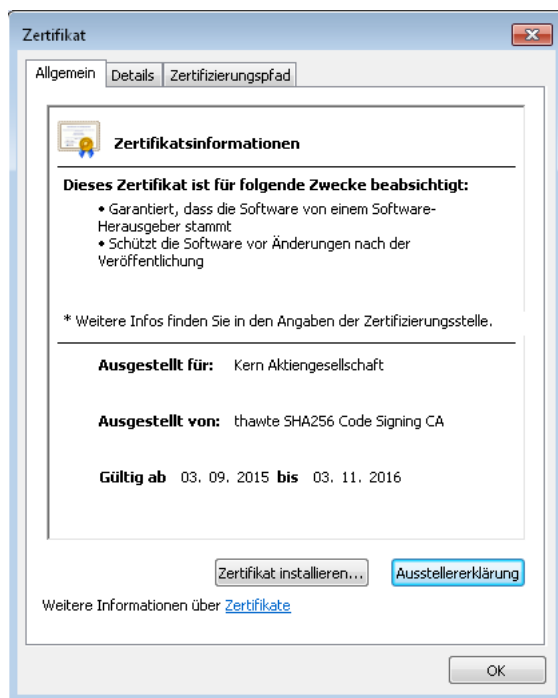 Zertifikat
Allgemein Details Zertifizierungspfad
Zertifikatsinformationen
Dieses Zertifikat ist für folgende Zwecke beabsichtigt:
• Garantiert, dass die Software von einem Software-
Herausgeber stammt
• Schützt die Software vor Änderungen nach der
Veröffentlichung
* Weitere Infos finden Sie in den Angaben der Zertifizierungsstelle.
Ausgestellt für: Kern Aktiengesellschaft
Ausgestellt von: thawte SHA256 Code Signing CA
Gültig ab 03. 09. 2015 bis 03. 11. 2016
Zertifikat installieren... Ausstellererklärung
Weitere Informationen über Zertifikate
OK